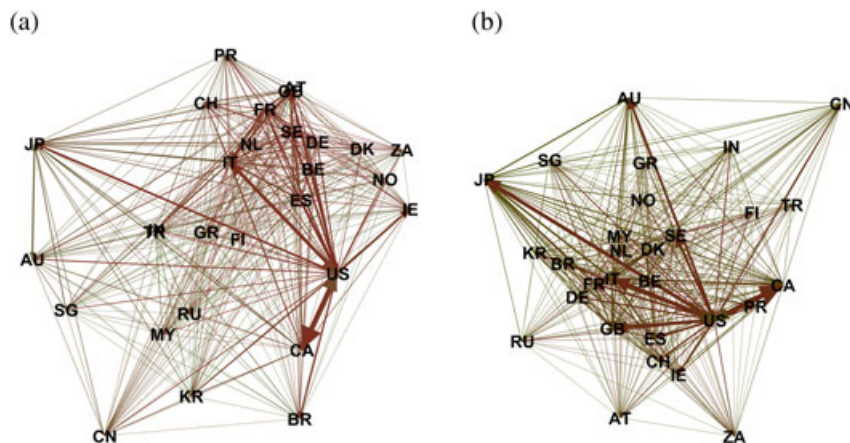 (a)
PR
AT
GB
CH
FR
SE
JP
NL
DE
DK
ZA
IT
BE
NO
ES
IE
GR
FI
AU
US
SG
RU
MY
CA
KR
BR
CN
(b)
AU
CN
IN
SG
GR
JP
NO
TR
FI
MY
SE
KR
NL
DK
BR
IT
BE
CA
FR
DE
PR
US
GB
RU
ES
CH
IE
AT
ZA